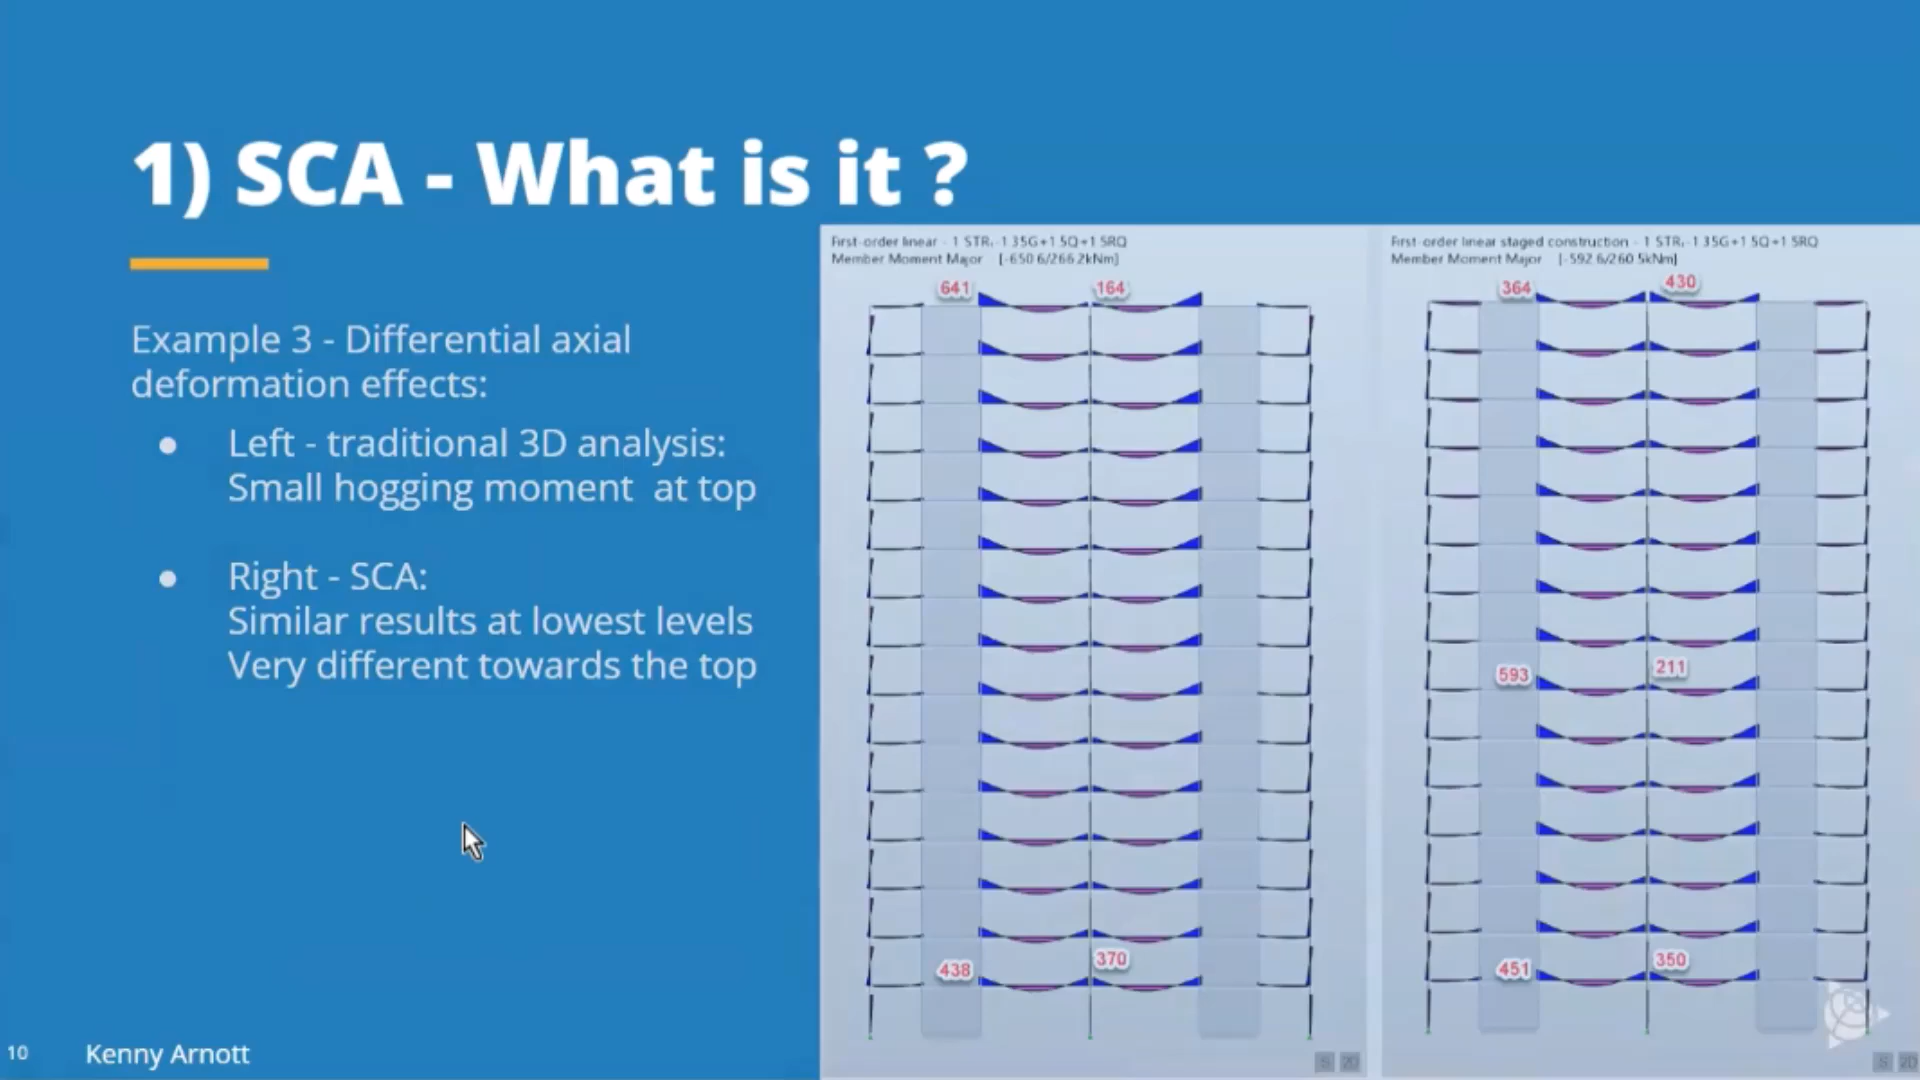 1) SCA - What is it ?
Example 3 - Differential axial
deformation effects:
● Left - traditional 3D analysis:
Small hogging moment at top
● Right - SCA:
Similar results at lowest levels
Very different towards the top
10 Kenny Arnott
First-order linear - 1 STR₁-1 35G+1 5Q+1 5RQ
Member Moment Major [-650 6/266 2kNm]
641 164
438 370
S 2D
First-order linear staged construction - 1 STR₁-1 35G+1 5Q+1 5RQ
Member Moment Major [-592 6/260 5kNm]
364 430
593 211
451 350
S 2D